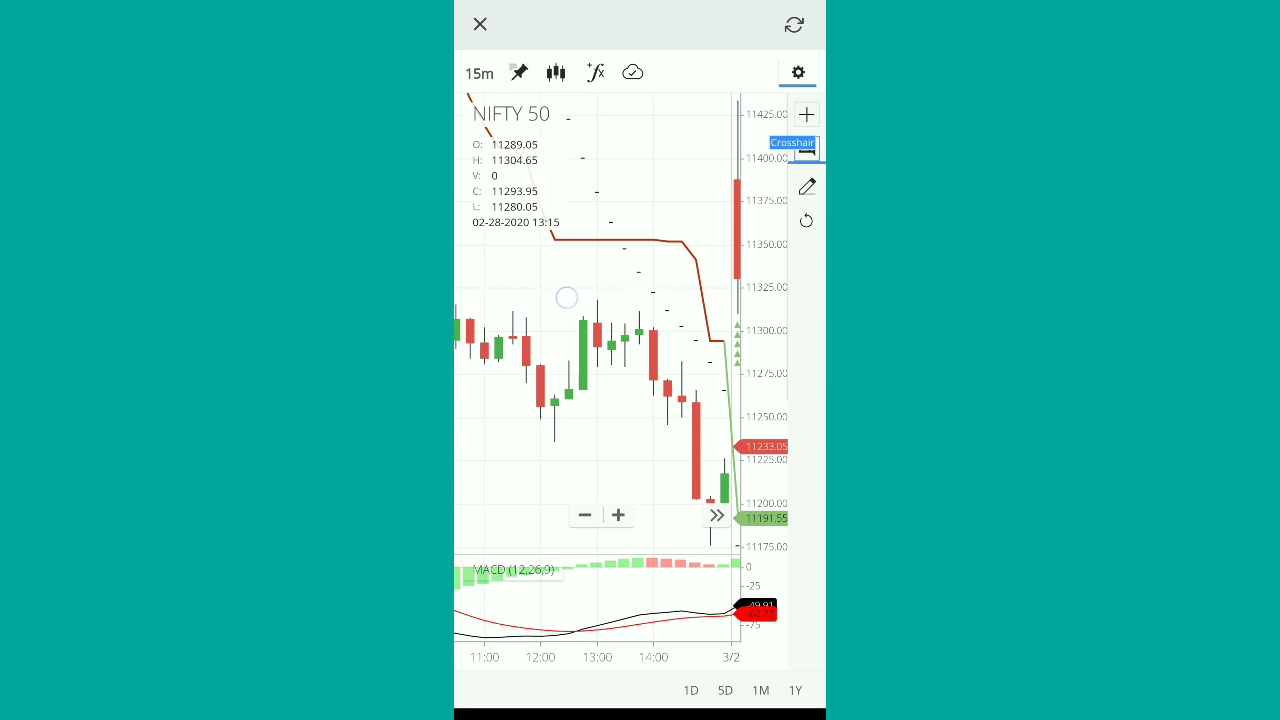 15m
NIFTY 50
O: 11289.05
H: 11304.65
V: 0
C: 11293.95
L: 11280.05
02-28-2020 13:15
Crosshair
11425.00
11400.00
11375.00
11350.00
11325.00
11300.00
11275.00
11250.00
11233.05
11225.00
11200.00
11191.55
11175.00
MACD (12,26,9)
0
-25
-75
11:00 12:00 13:00 14:00 3/2
1D 5D 1M 1Y